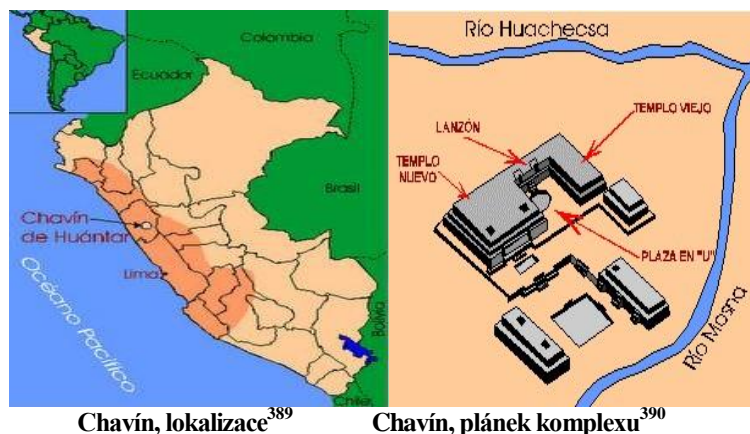 Colombia
Ecuador
Brasil
Chavín
de Huántar
Lima
Océano Pacífico
Bolivia
Chile
Río Huachecsa
TEMPLO VIEJO
LANZÓN
TEMPLO
NUEVO
PLAZA EN "U"
Río Mosna
Chavín, lokalizace³⁸⁹ Chavín, plánek komplexu³⁹⁰